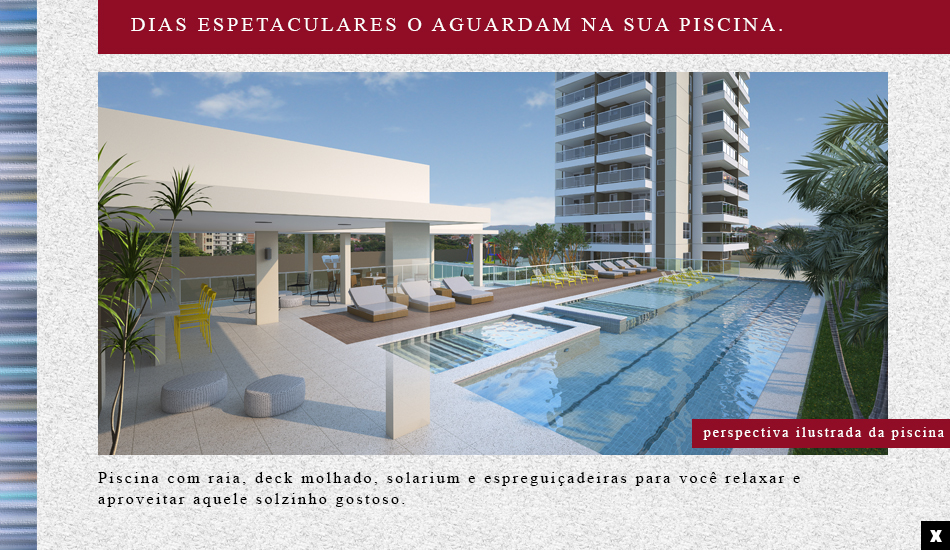 DIAS ESPETACULARES O AGUARDAM NA SUA PISCINA.
perspectiva ilustrada da piscina
Piscina com raia, deck molhado, solarium e espreguiçadeiras para você relaxar e
aproveitar aquele solzinho gostoso.
X